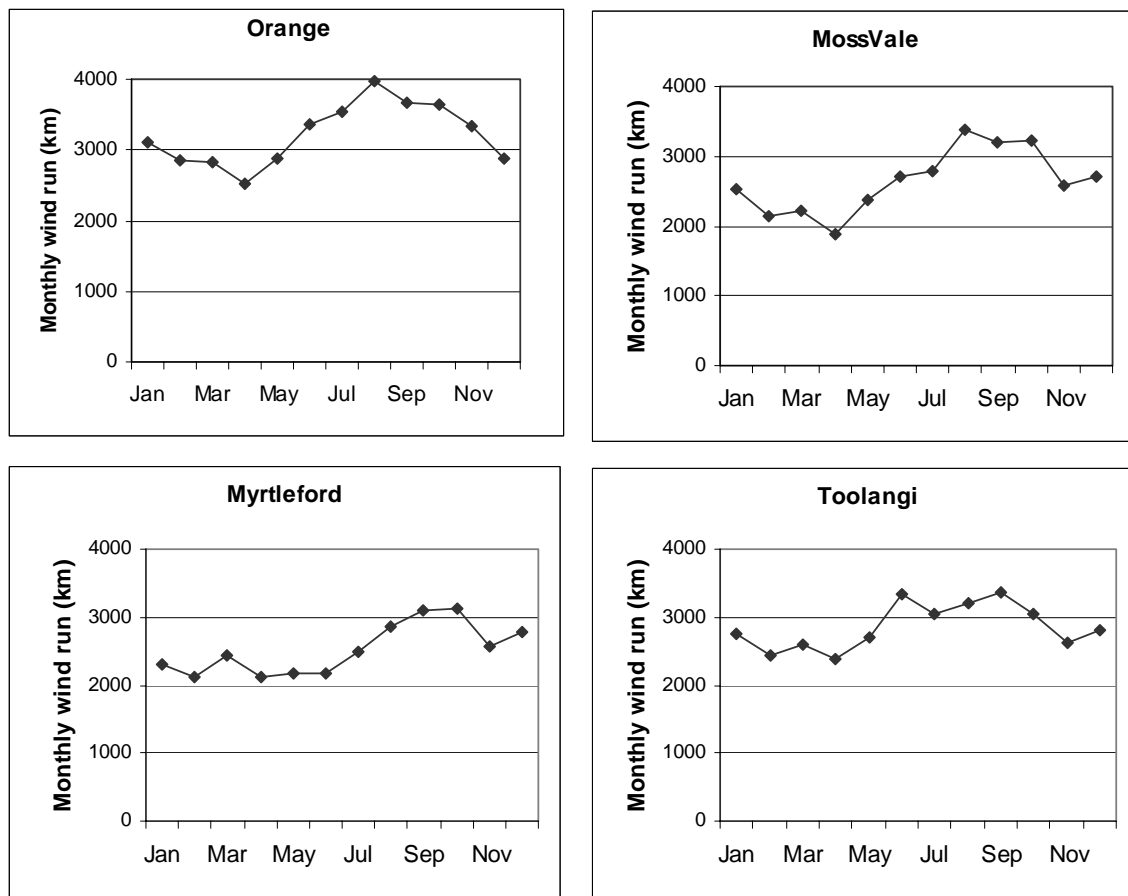 Orange
Monthly wind run (km)
4000
3000
2000
1000
0
Jan Mar May Jul Sep Nov
MossVale
Monthly wind run (km)
4000
3000
2000
1000
0
Jan Mar May Jul Sep Nov
Myrtleford
Monthly wind run (km)
4000
3000
2000
1000
0
Jan Mar May Jul Sep Nov
Toolangi
Monthly wind run (km)
4000
3000
2000
1000
0
Jan Mar May Jul Sep Nov